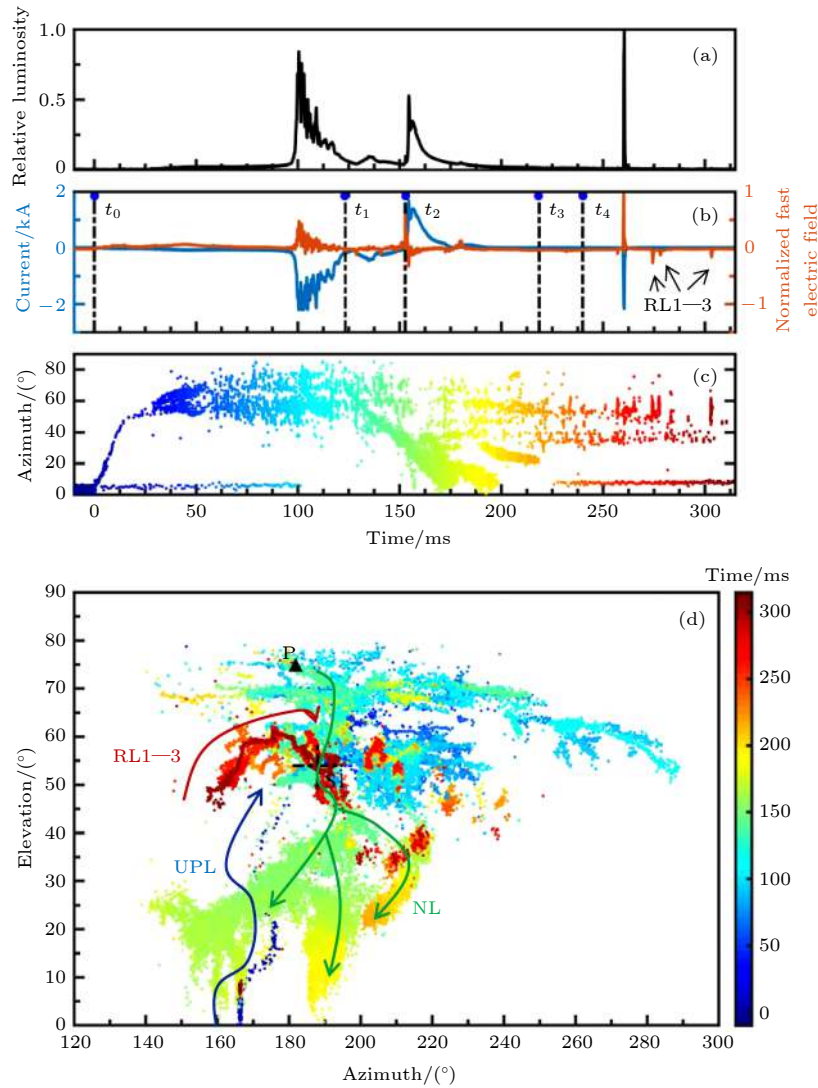 (a)
Relative luminosity
1.0
0.5
0
(b)
Current/kA
2
0
−2
t0
t1
t2
t3
t4
RL1—3
1
0
−1
Normalized fast
electric field
(c)
Azimuth/(°)
80
60
40
20
0
0 50 100 150 200 250 300
Time/ms
(d)
Elevation/(°)
90
80
70
60
50
40
30
20
10
0
P
S
RL1—3
UPL
NL
120 140 160 180 200 220 240 260 280 300
Azimuth/(°)
Time/ms
300
250
200
150
100
50
0